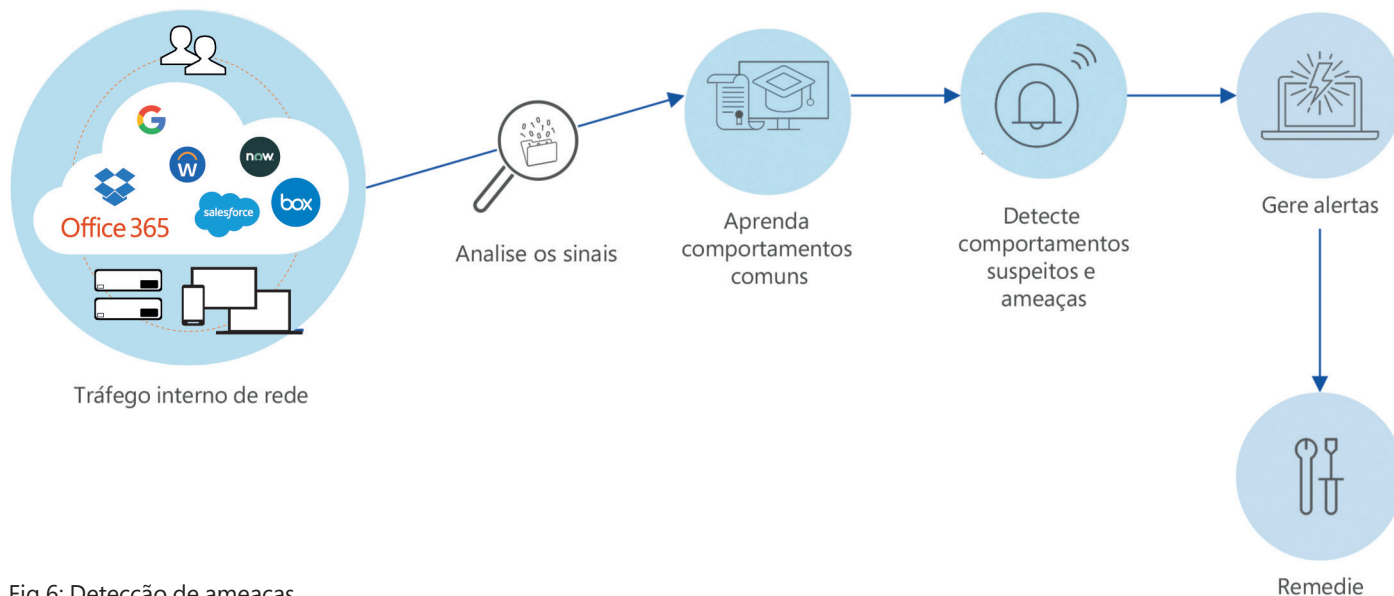 G
W
now.
Office 365
salesforce
box
Tráfego interno de rede
Analise os sinais
Aprenda
comportamentos
comuns
Detecte
comportamentos
suspeitos e
ameaças
Gere alertas
Remedie
Fig 6: Detecção de ameaças